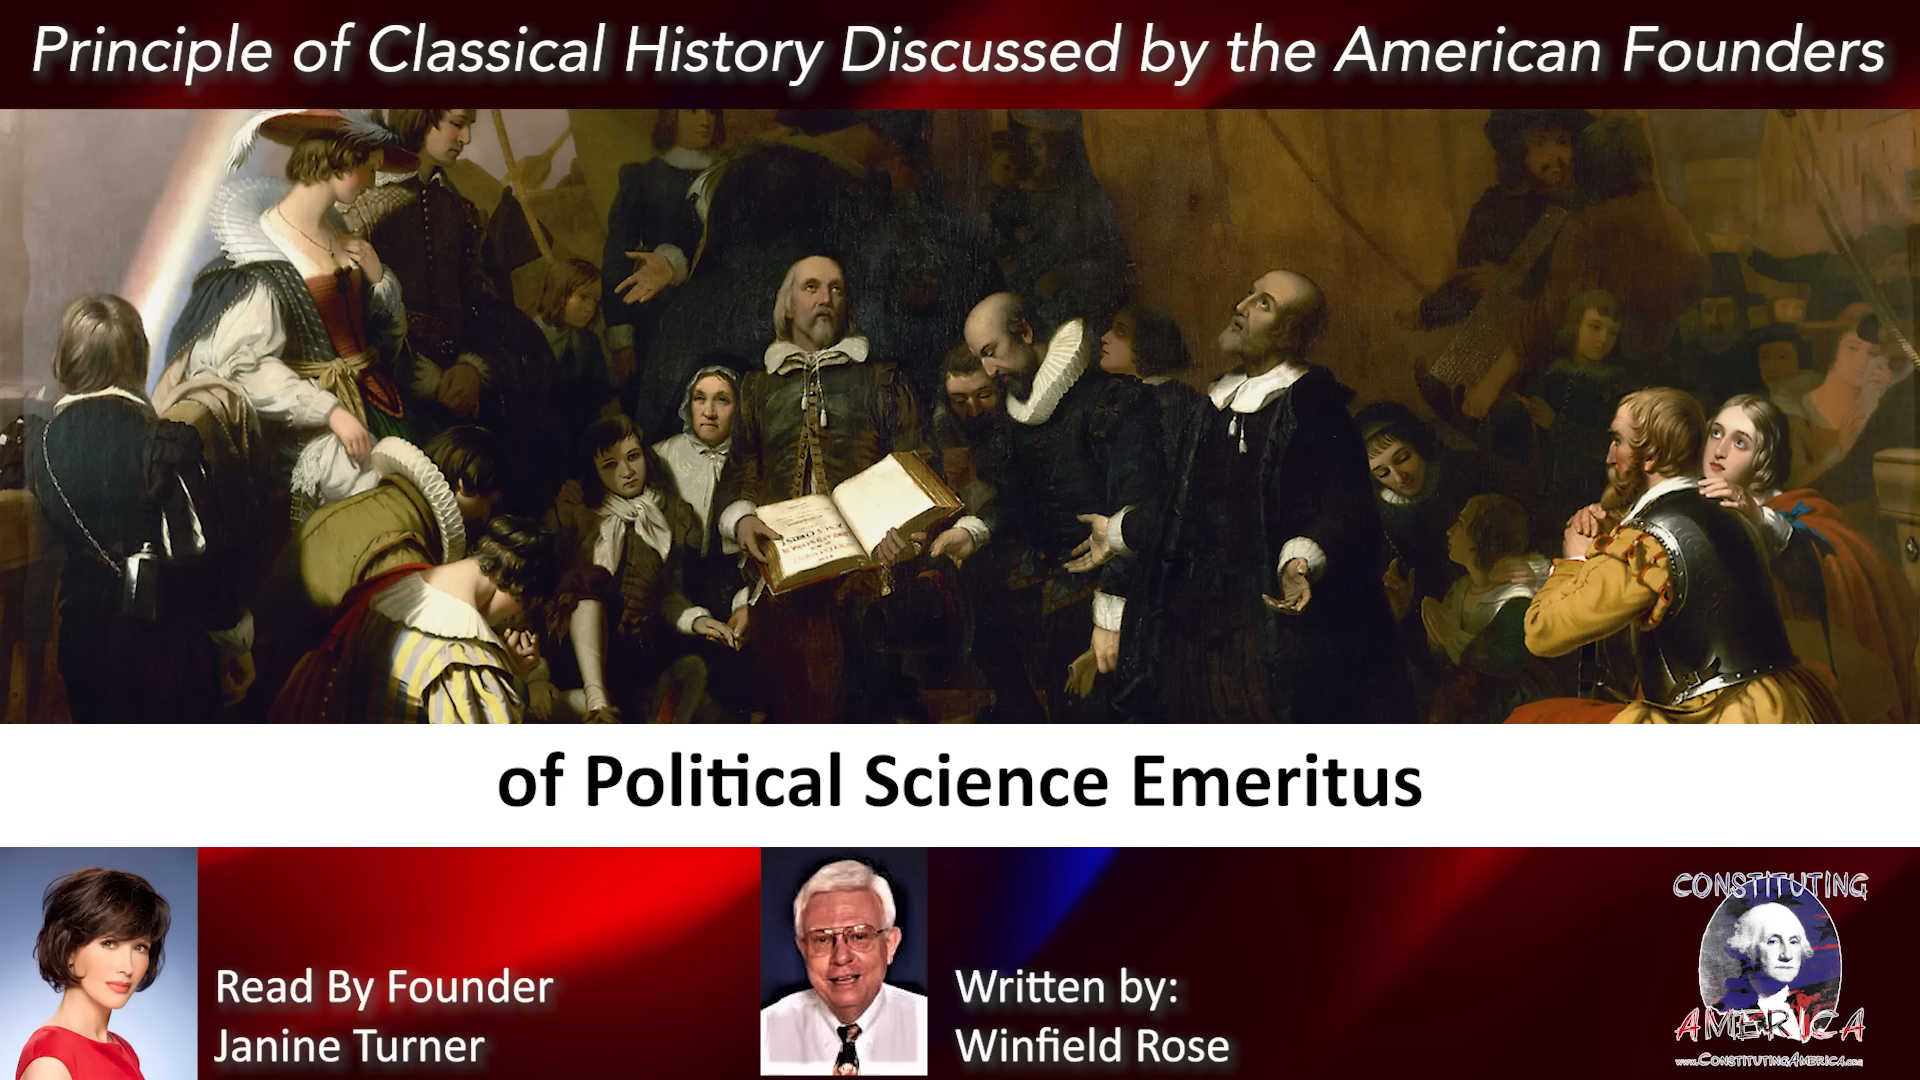 Principle of Classical History Discussed by the American Founders
of Political Science Emeritus
Read By Founder
Janine Turner
Written by:
Winfield Rose
CONSTITUTING
AMERICA
www.CONSTITUTINGAMERICA.org